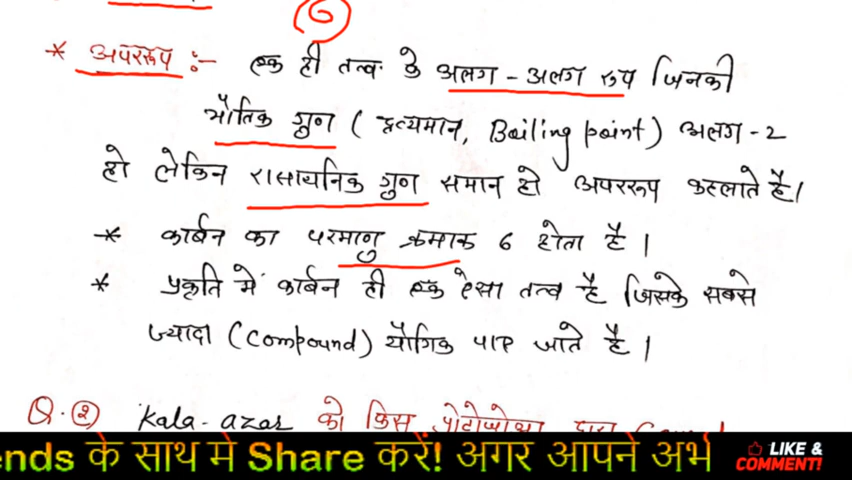 6
* अपररूप :- एक ही तत्व के अलग-अलग रूप जिनकी
भौतिक गुण (द्रव्यमान, Boiling point) अलग-2
हो लेकिन रासायनिक गुण समान हो अपररूप कहलाते है।
* कार्बन का परमाणु क्रमाक 6 होता है।
* प्रकृति में कार्बन ही एक ऐसा तत्व है जिसके सबसे
ज्यादा (Compound) यौगिक पाए जाते है।
Q.② Kala-azar को किस प्रोटोजोआ द्वारा
ends के साथ मे Share करें! अगर आपने अभ
LIKE &
COMMENT!